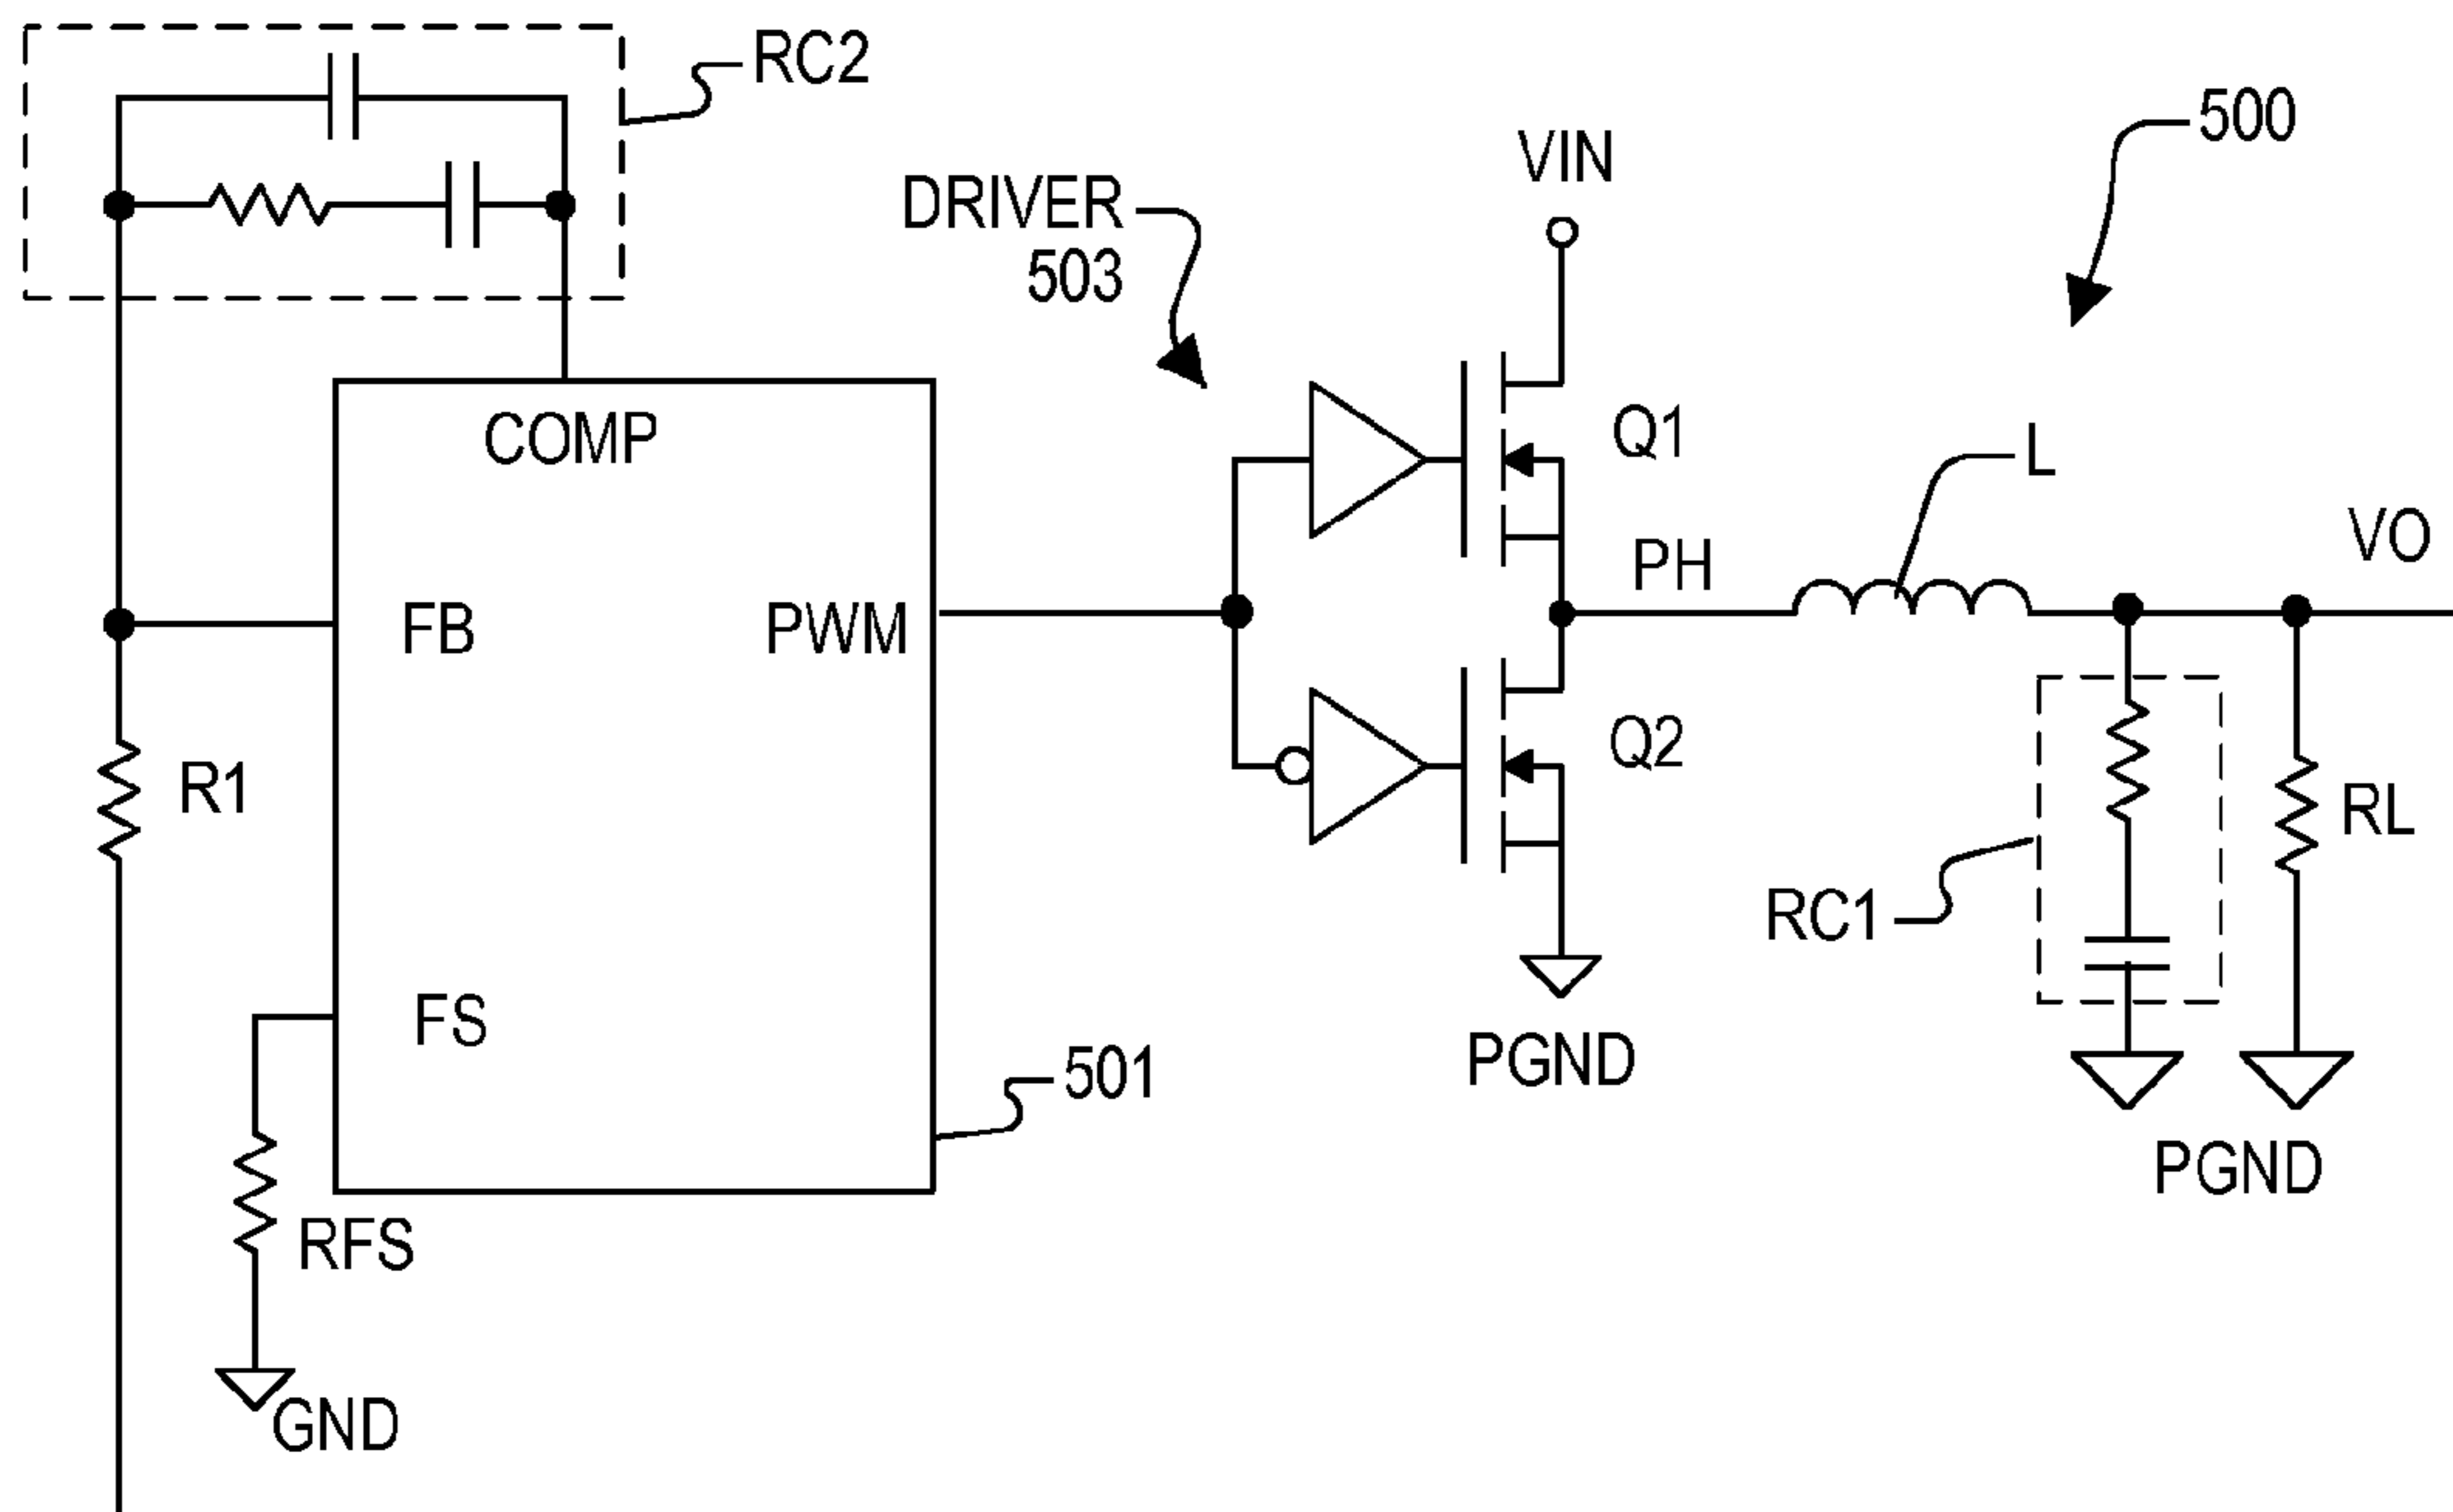 RC2
500
VIN
DRIVER
503
COMP
Q1
L
VO
PH
FB
PWM
Q2
R1
RL
RC1
FS
501
PGND
PGND
RFS
GND